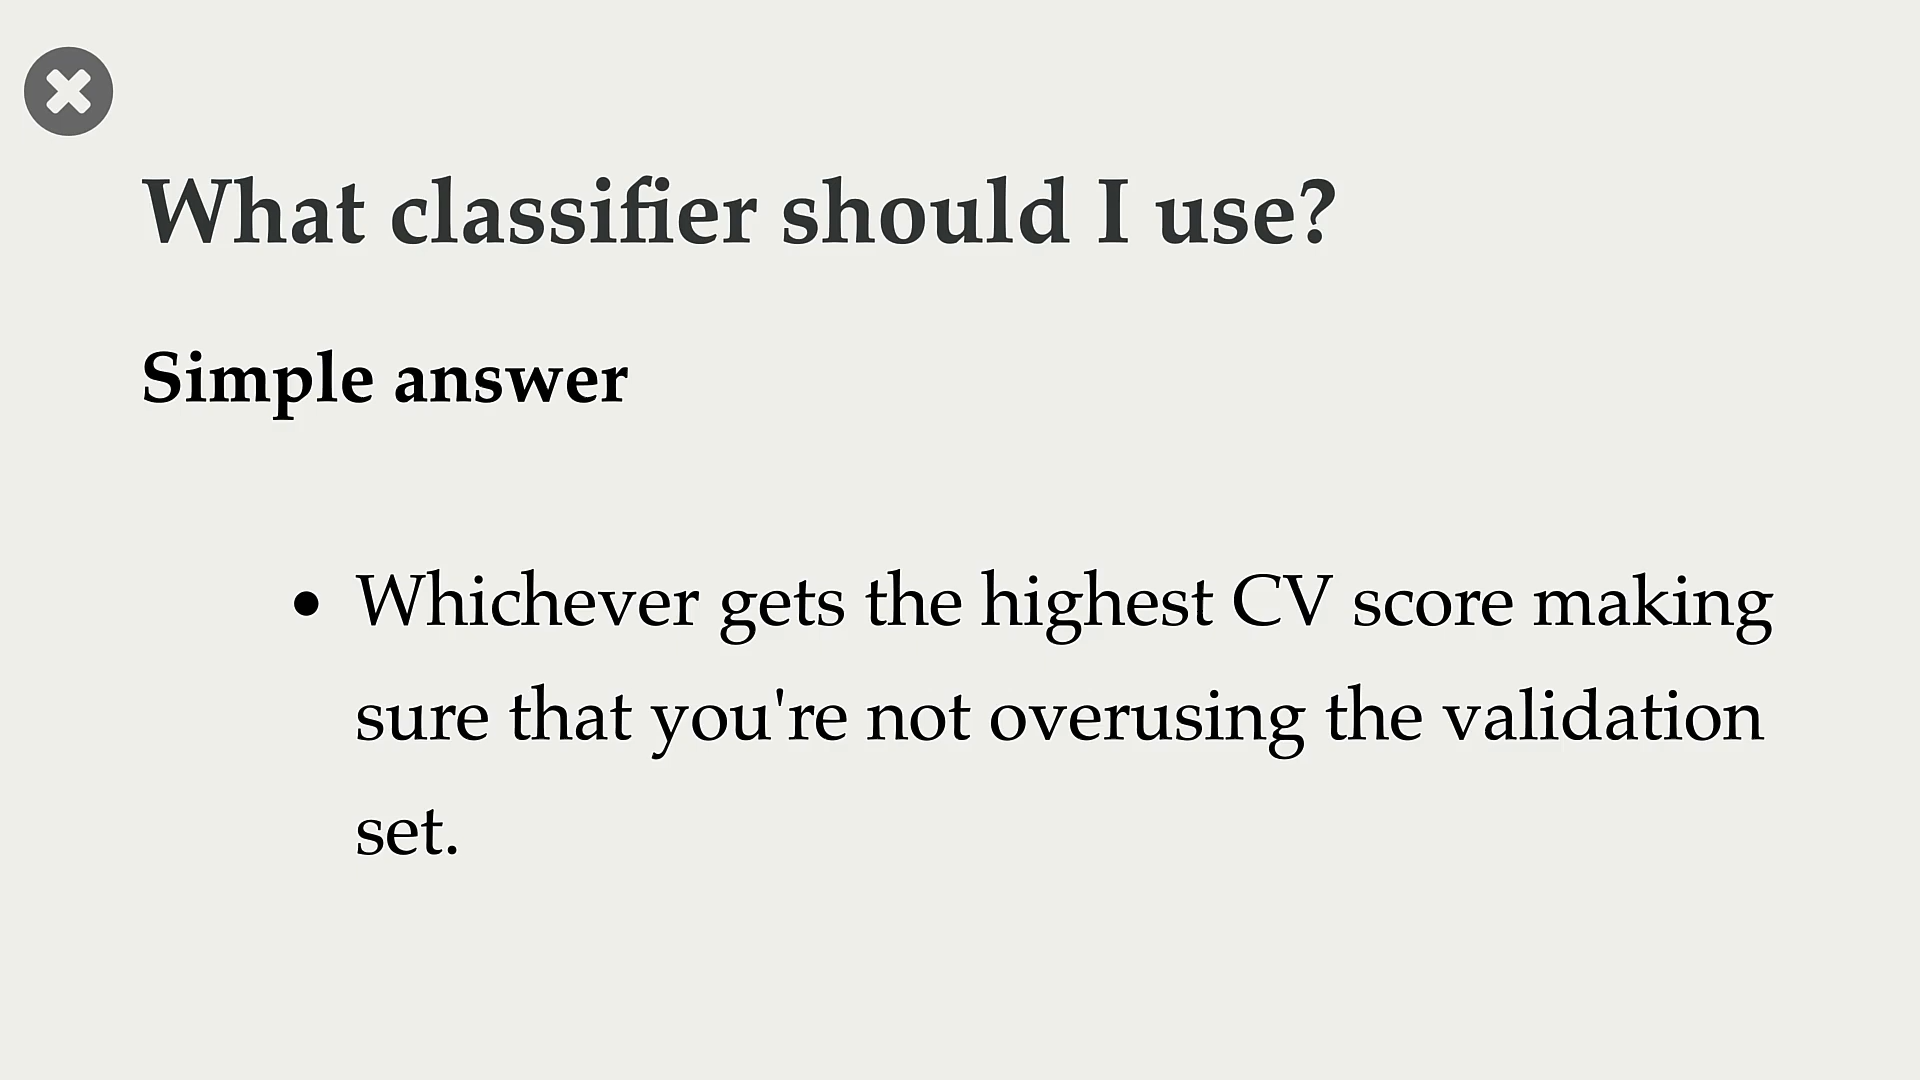 What classifier should I use?
Simple answer
• Whichever gets the highest CV score making
sure that you're not overusing the validation
set.